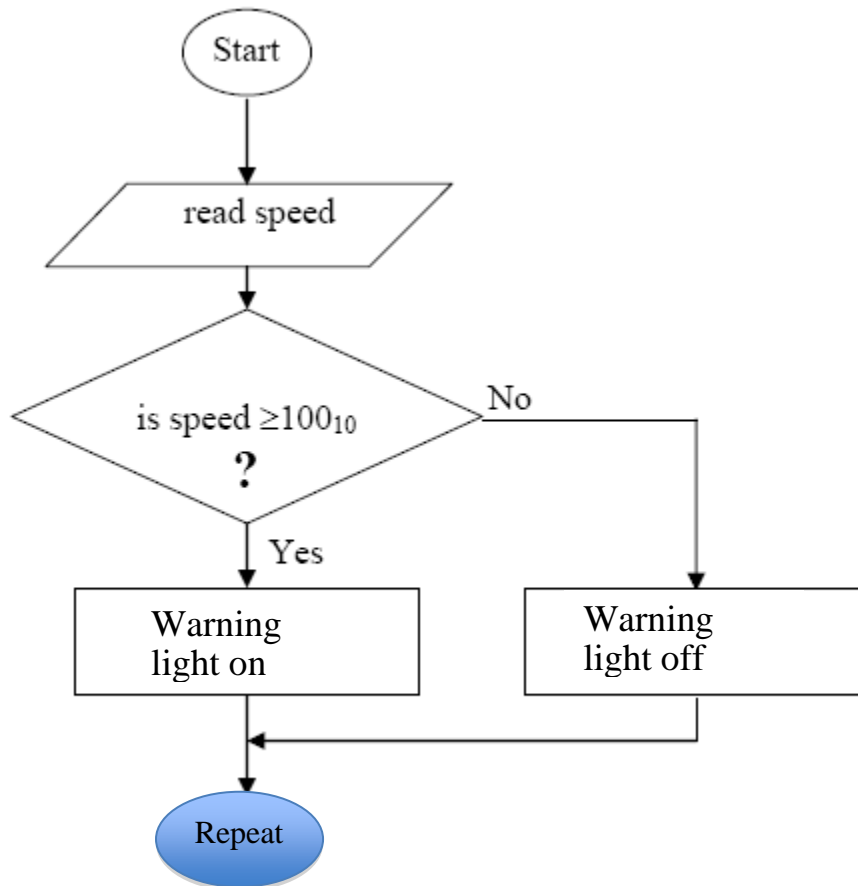 Start
read speed
is speed ≥100₁₀
?
No
Yes
Warning
light on
Warning
light off
Repeat